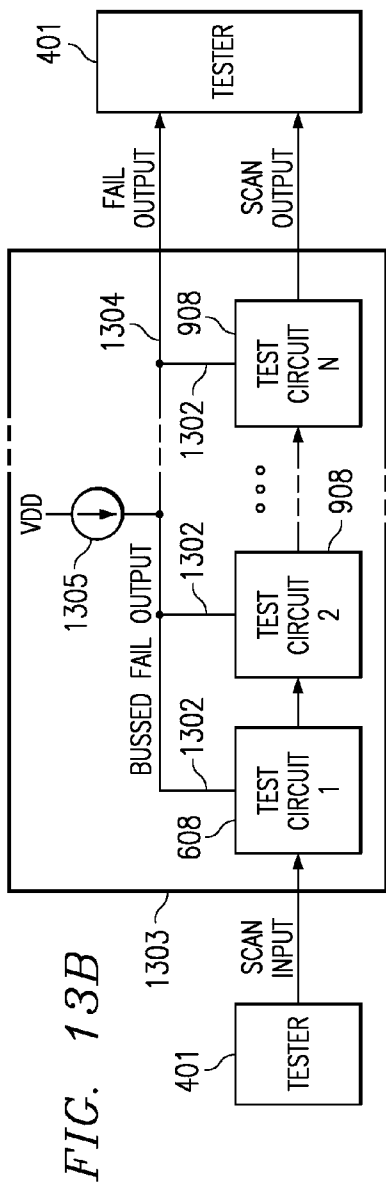 FIG. 13B
401
TESTER
SCAN
INPUT
1303
VDD
1305
BUSSED FAIL OUTPUT
1304
1302
1302
1302
608
TEST
CIRCUIT
1
TEST
CIRCUIT
2
908
TEST
CIRCUIT
N
908
FAIL
OUTPUT
SCAN
OUTPUT
401
TESTER